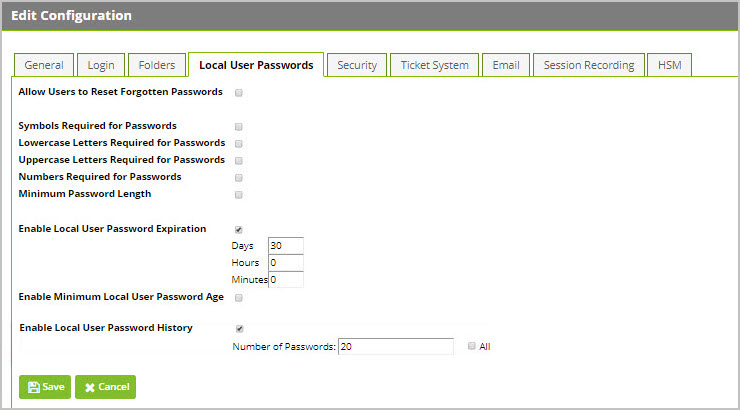 Edit Configuration
General Login Folders Local User Passwords Security Ticket System Email Session Recording HSM
Allow Users to Reset Forgotten Passwords
Symbols Required for Passwords
Lowercase Letters Required for Passwords
Uppercase Letters Required for Passwords
Numbers Required for Passwords
Minimum Password Length
Enable Local User Password Expiration
Days 30
Hours 0
Minutes 0
Enable Minimum Local User Password Age
Enable Local User Password History
Number of Passwords: 20 All
Save Cancel